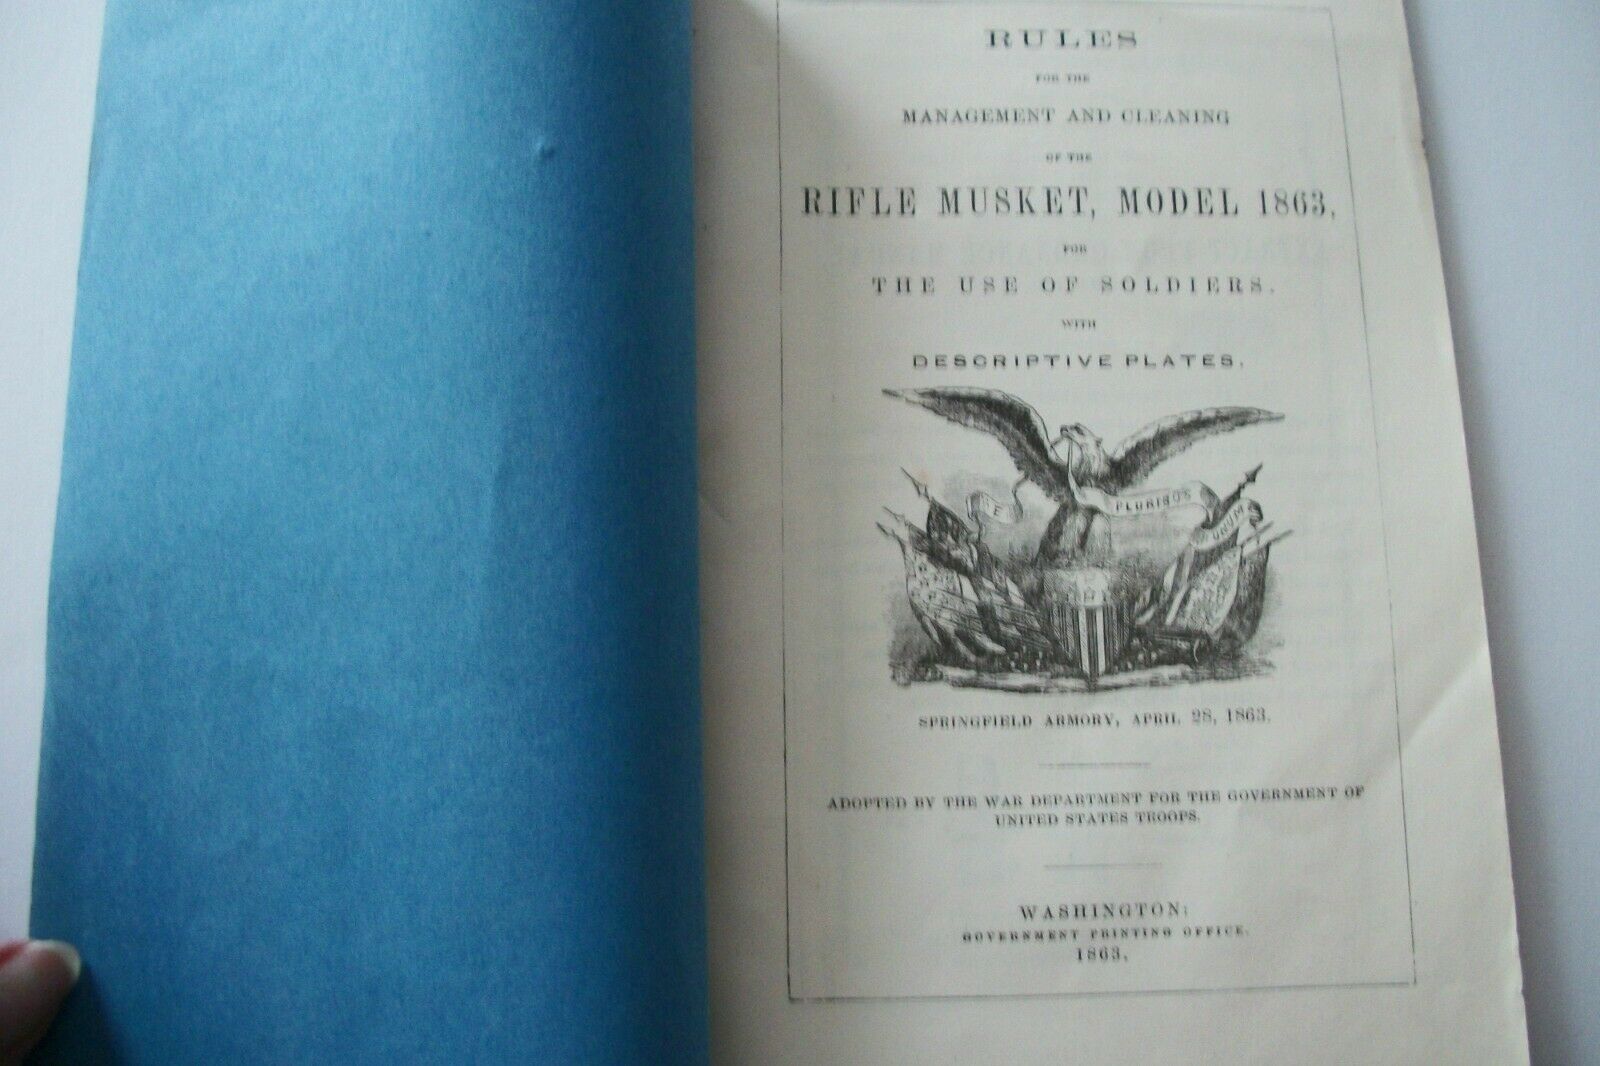 RULES
FOR THE
MANAGEMENT AND CLEANING
OF THE
RIFLE MUSKET, MODEL 1863,
FOR
THE USE OF SOLDIERS.
WITH
DESCRIPTIVE PLATES.
E PLURIBUS UNUM
SPRINGFIELD ARMORY, APRIL 28, 1863.
ADOPTED BY THE WAR DEPARTMENT FOR THE GOVERNMENT OF
UNITED STATES TROOPS.
WASHINGTON:
GOVERNMENT PRINTING OFFICE.
1863.